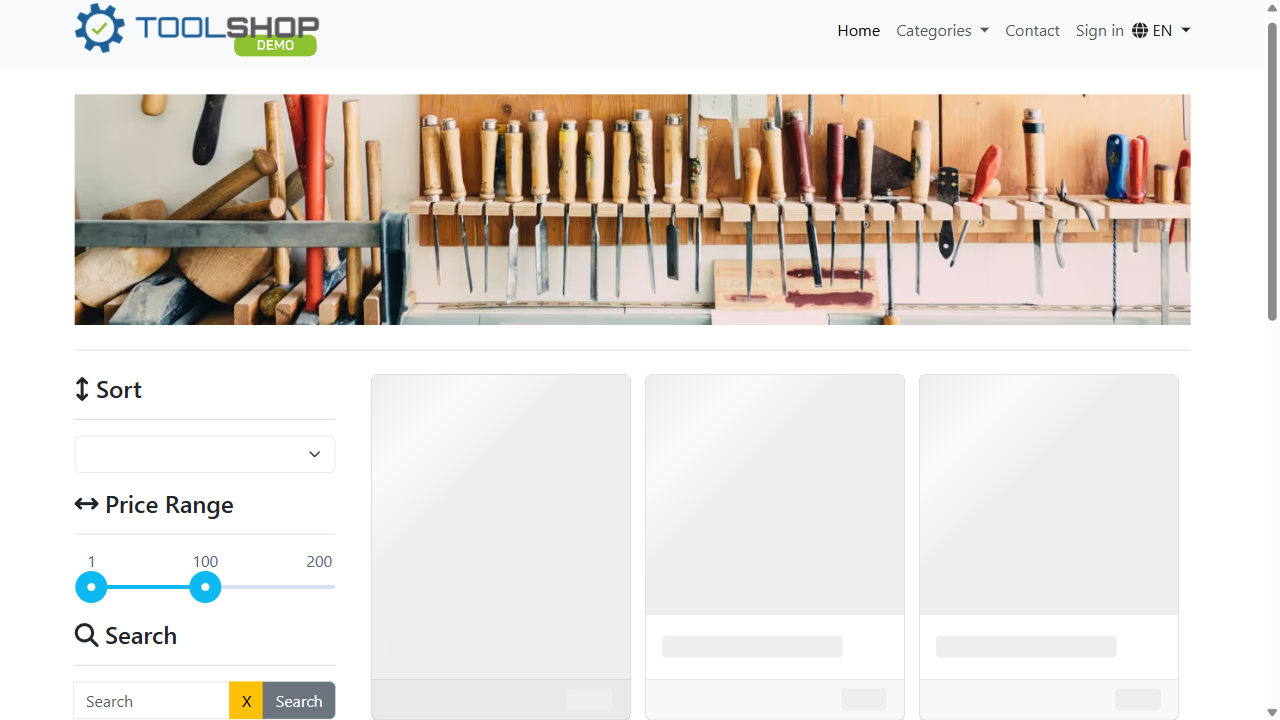 TOOLSHOP
DEMO
Home Categories Contact Sign in EN
Sort
Price Range
1 100 200
Search
Search X Search